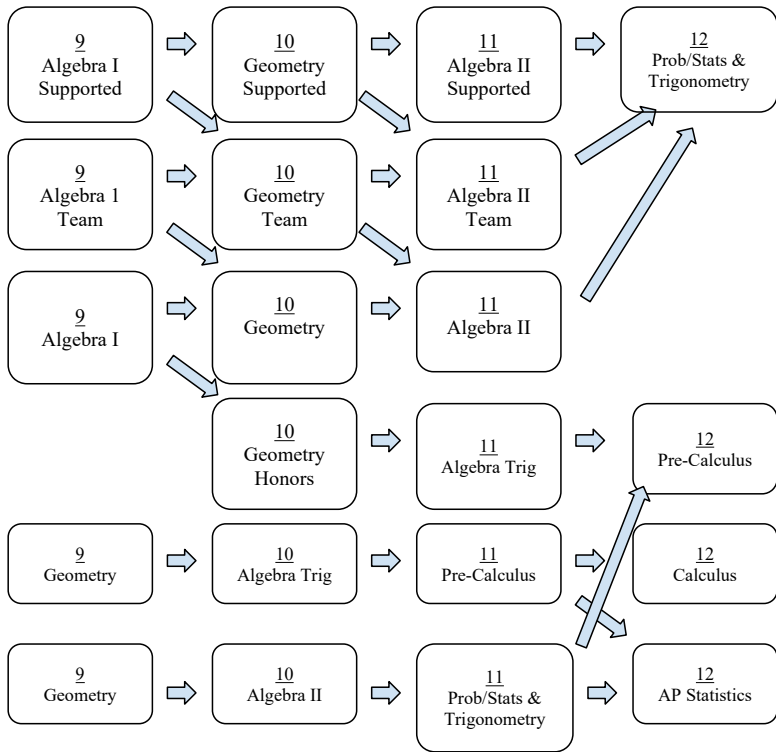 9
Algebra I
Supported
10
Geometry
Supported
11
Algebra II
Supported
12
Prob/Stats &
Trigonometry
9
Algebra 1
Team
10
Geometry
Team
11
Algebra II
Team
9
Algebra I
10
Geometry
11
Algebra II
10
Geometry
Honors
11
Algebra Trig
12
Pre-Calculus
9
Geometry
10
Algebra Trig
11
Pre-Calculus
12
Calculus
9
Geometry
10
Algebra II
11
Prob/Stats &
Trigonometry
12
AP Statistics